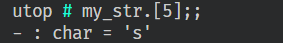 utop # my_str.[5];;
- : char = 's'